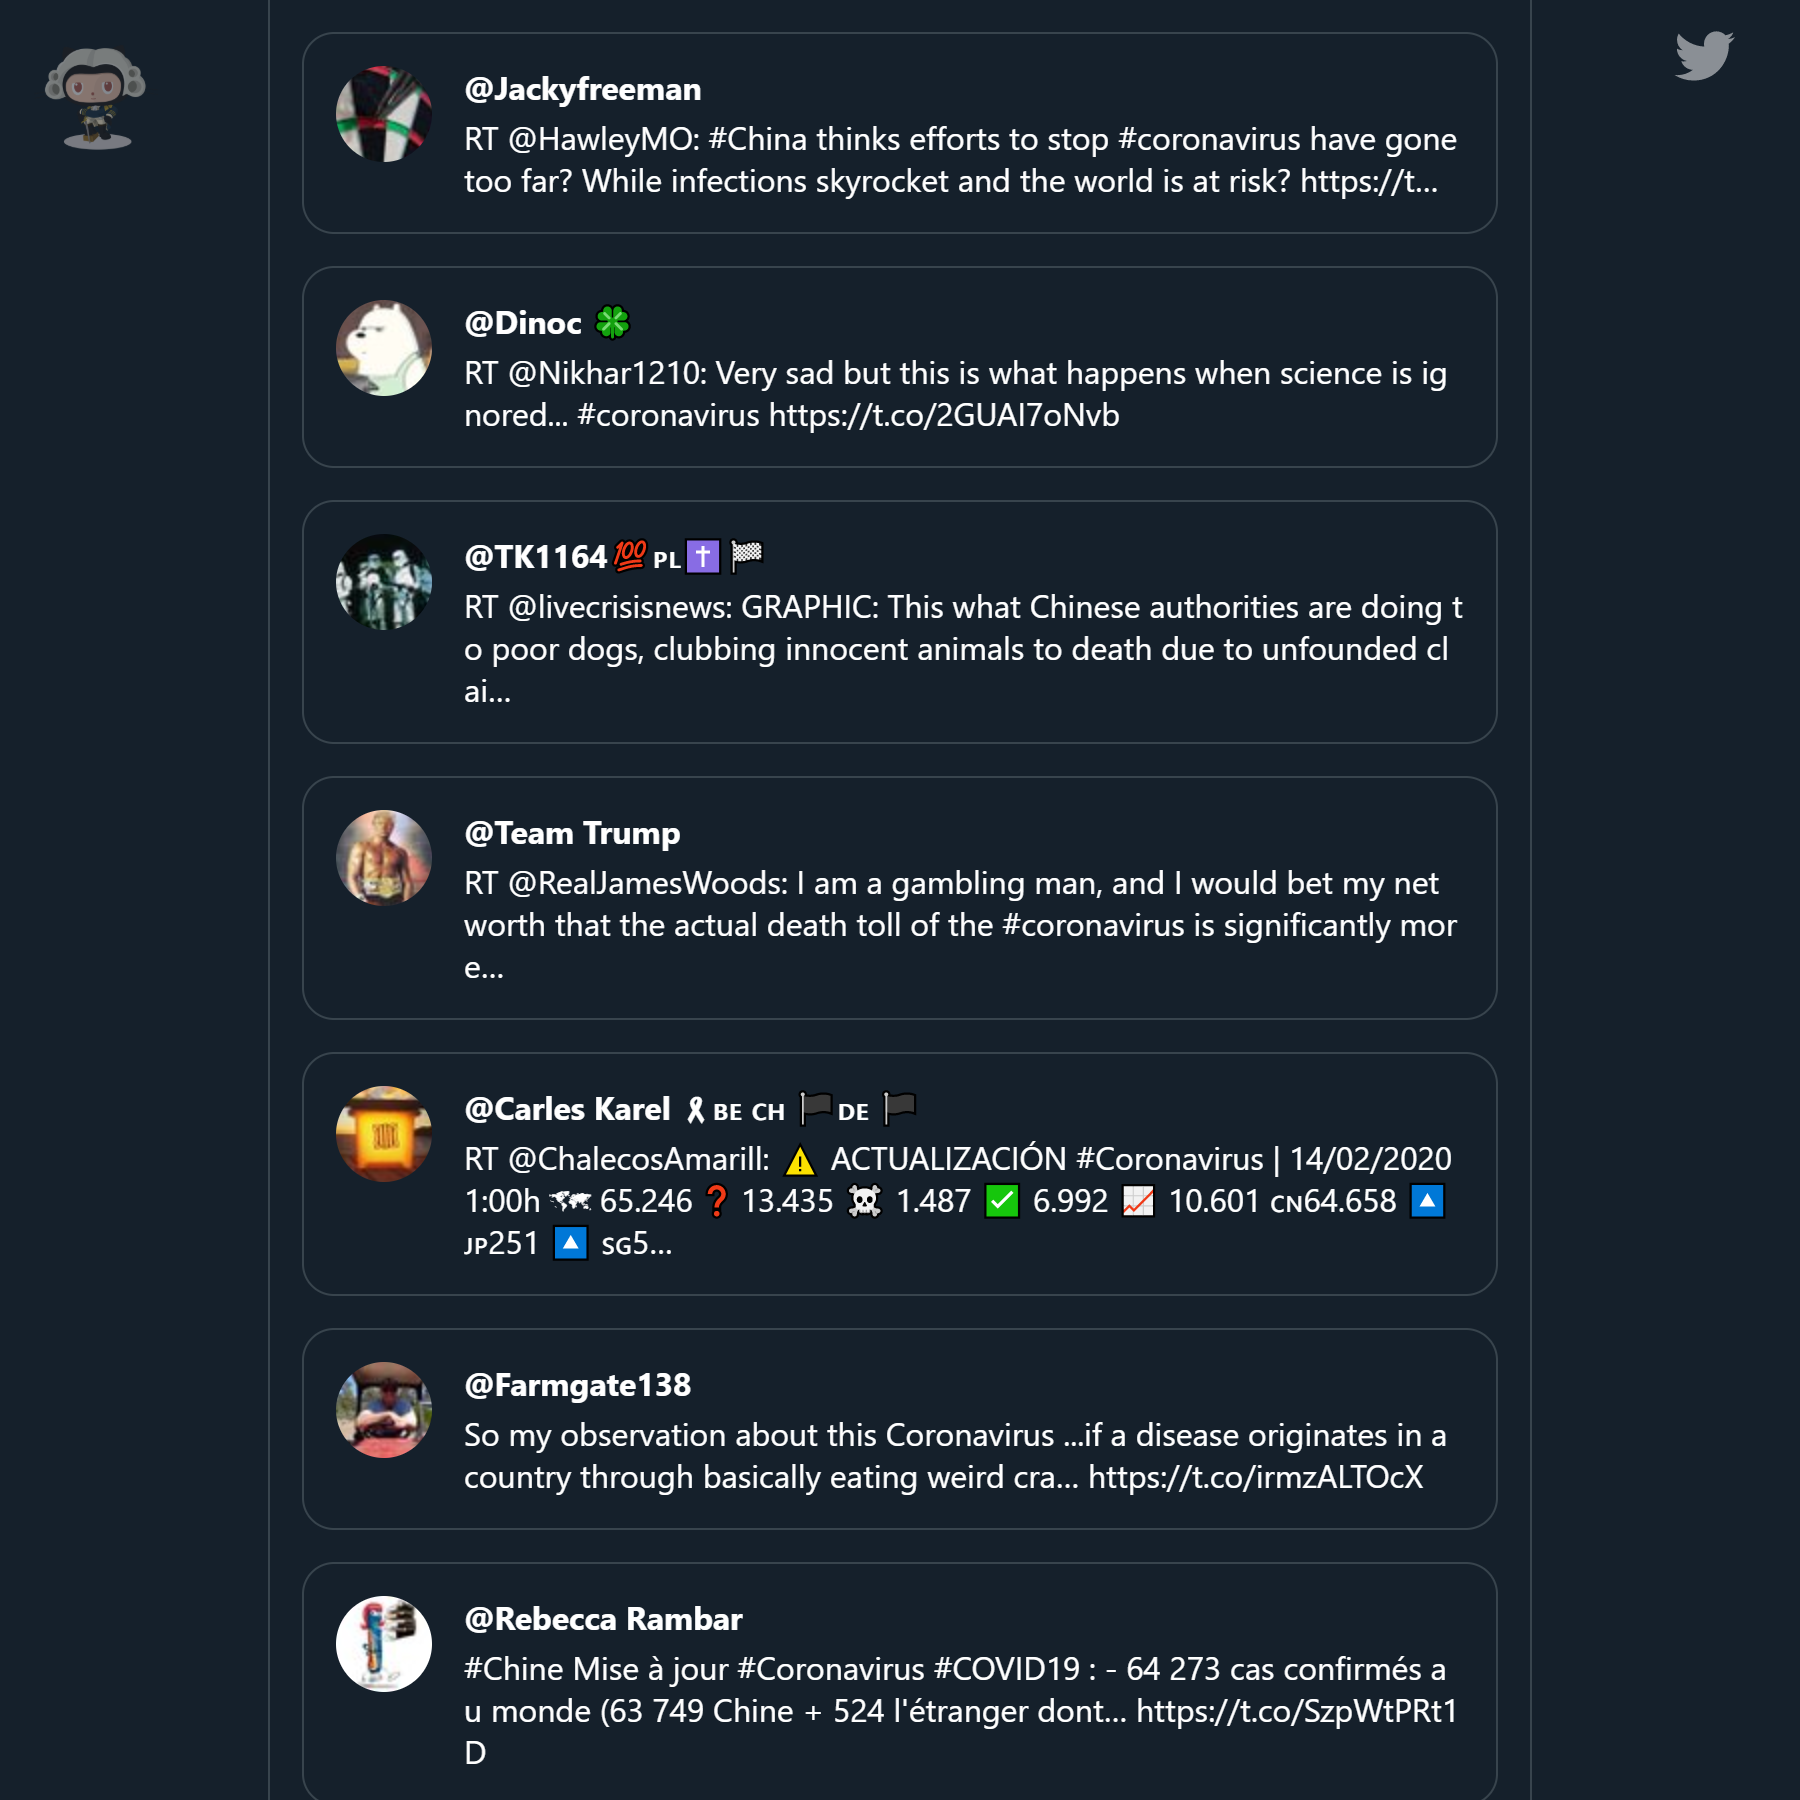 @Jackyfreeman
RT @HawleyMO: #China thinks efforts to stop #coronavirus have gone
too far? While infections skyrocket and the world is at risk? https://t…
@Dinoc 🍀
RT @Nikhar1210: Very sad but this is what happens when science is ig
nored... #coronavirus https://t.co/2GUAI7oNvb
@TK1164💯 PL✝️ 🏁
RT @livecrisisnews: GRAPHIC: This what Chinese authorities are doing t
o poor dogs, clubbing innocent animals to death due to unfounded cl
ai…
@Team Trump
RT @RealJamesWoods: I am a gambling man, and I would bet my net
worth that the actual death toll of the #coronavirus is significantly mor
e…
@Carles Karel 🎗BE CH 🏴DE 🏴
RT @ChalecosAmarill: ⚠️ ACTUALIZACIÓN #Coronavirus | 14/02/2020
1:00h 🗺 65.246 ❓ 13.435 ☠️ 1.487 ✅ 6.992 📈 10.601 CN64.658 🔼
JP251 🔼 SG5…
@Farmgate138
So my observation about this Coronavirus ...if a disease originates in a
country through basically eating weird cra… https://t.co/irmzALTOcX
@Rebecca Rambar
#Chine Mise à jour #Coronavirus #COVID19 : - 64 273 cas confirmés a
u monde (63 749 Chine + 524 l'étranger dont… https://t.co/SzpWtPRt1
D